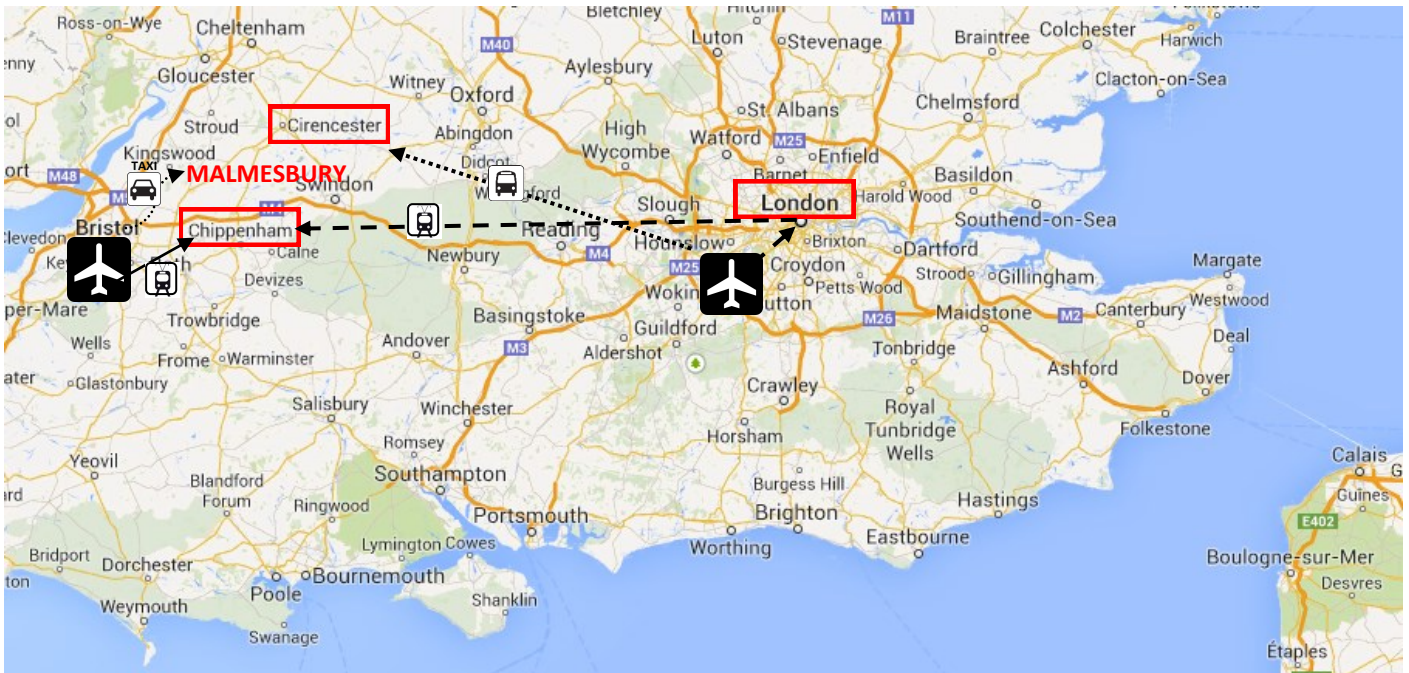 Ross-on-Wye
Cheltenham
Gloucester
Witney
Oxford
M40
Bletchley
Aylesbury
Luton
Hitchin
Stevenage
M11
Braintree
Colchester
Harwich
Clacton-on-Sea
Stroud
Cirencester
Abingdon
High
Wycombe
Watford
St. Albans
M25
Enfield
Barnet
Chelmsford
Kingswood
TAXI
MALMESBURY
M48
Swindon
Didcot
Slough
London
Harold Wood
Basildon
Southend-on-Sea
Bristol
Clevedon
M4
Chippenham
Calne
Reading
M4
Hounslow
Brixton
Dartford
Newbury
Devizes
M25
Croydon
Petts Wood
Strood
Gillingham
Margate
Westwood
per-Mare
Trowbridge
Basingstoke
Guildford
M26
Maidstone
M2
Canterbury
Deal
Wells
Frome
Warminster
Andover
M3
Aldershot
Tonbridge
Ashford
Dover
Glastonbury
Crawley
Royal
Tunbridge
Wells
Folkestone
Salisbury
Winchester
Horsham
Romsey
Yeovil
Southampton
Blandford
Forum
Ringwood
Burgess Hill
Hastings
Calais
Guînes
E402
Portsmouth
Brighton
Worthing
Eastbourne
Lymington
Cowes
Bridport
Dorchester
Bournemouth
Poole
Boulogne-sur-Mer
Desvres
Weymouth
Shanklin
Swanage
Étaples